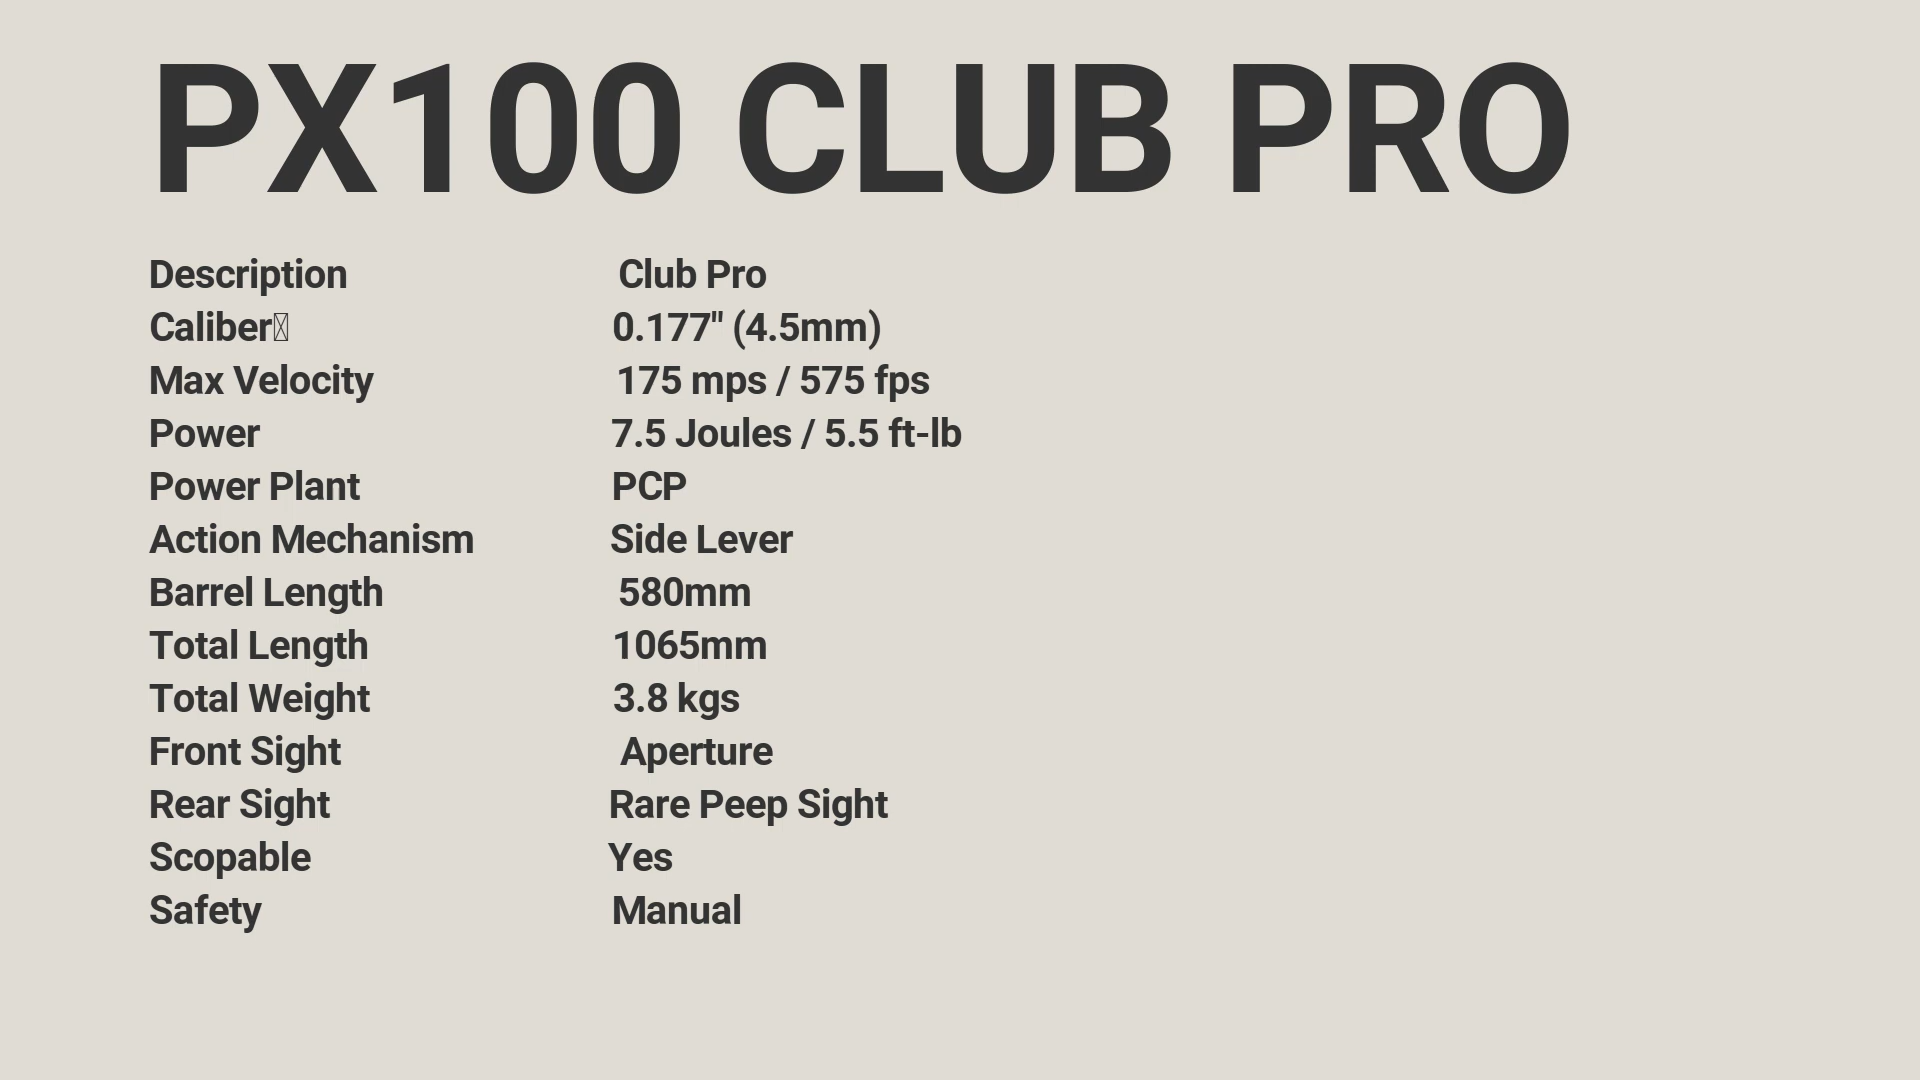 PX100 CLUB PRO
Description Club Pro
Caliber 0.177" (4.5mm)
Max Velocity 175 mps / 575 fps
Power 7.5 Joules / 5.5 ft-lb
Power Plant PCP
Action Mechanism Side Lever
Barrel Length 580mm
Total Length 1065mm
Total Weight 3.8 kgs
Front Sight Aperture
Rear Sight Rare Peep Sight
Scopable Yes
Safety Manual